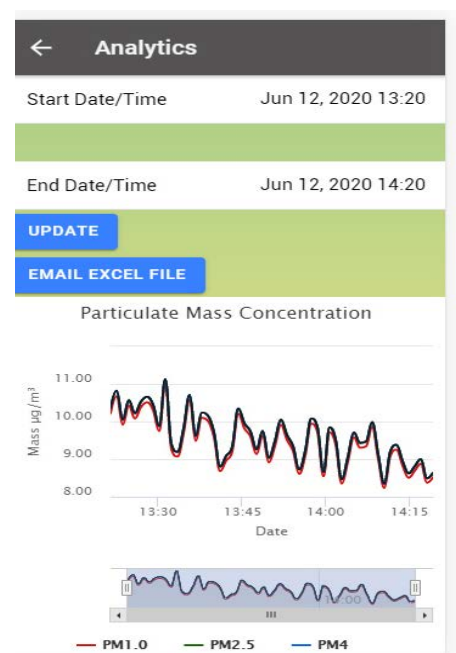 Analytics
Start Date/Time Jun 12, 2020 13:20
End Date/Time Jun 12, 2020 14:20
UPDATE
EMAIL EXCEL FILE
Particulate Mass Concentration
Mass µg/m³
11.00
10.00
9.00
8.00
13:30 13:45 14:00 14:15
Date
14:00
PM1.0 PM2.5 PM4